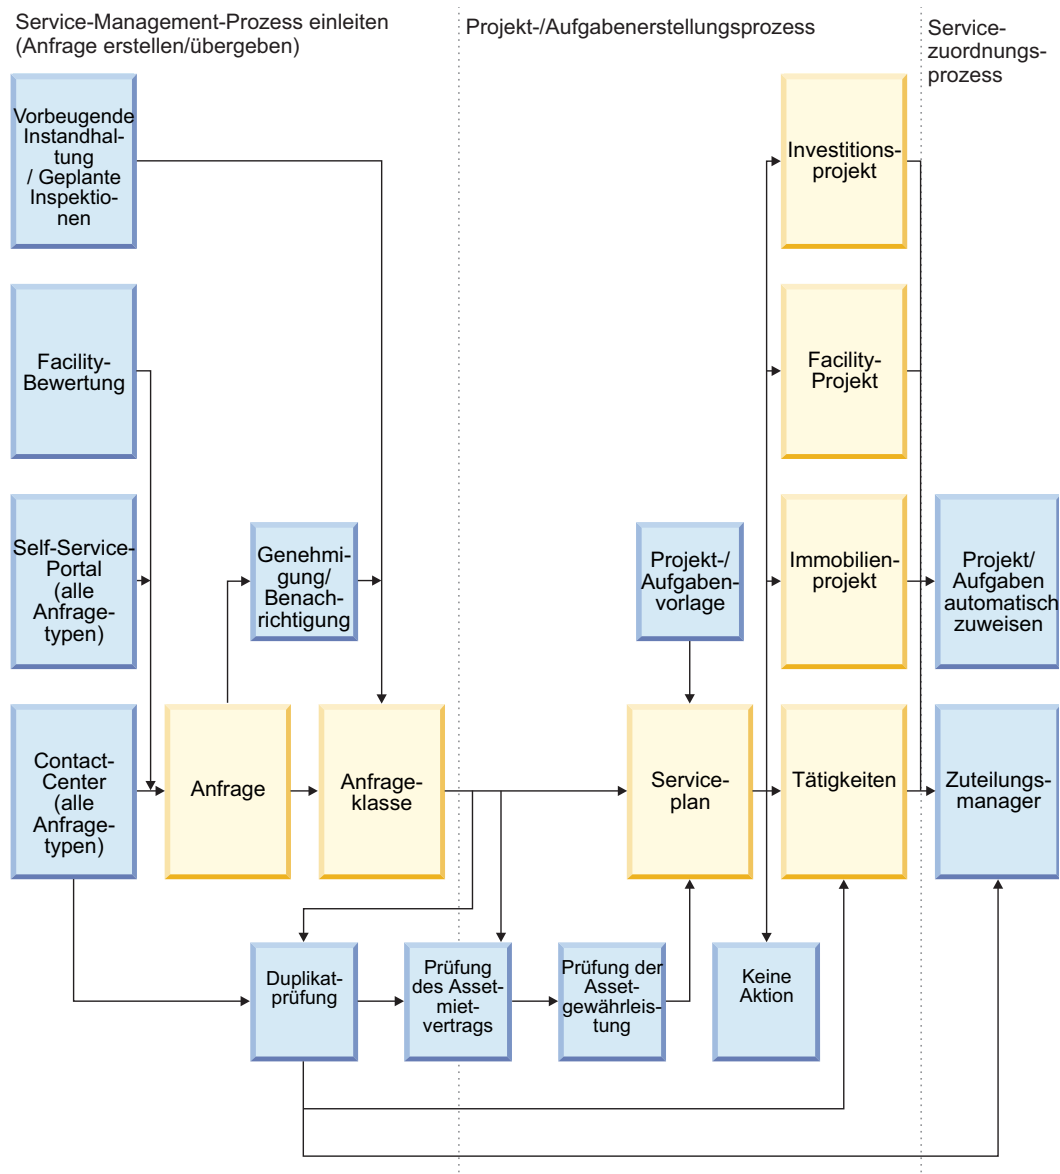 Service-Management-Prozess einleiten
(Anfrage erstellen/übergeben)
Projekt-/Aufgabenerstellungsprozess
Service-
zuordnungs-
prozess
Vorbeugende
Instandhal-
tung
/ Geplante
Inspektio-
nen
Investitions-
projekt
Facility-
Bewertung
Facility-
Projekt
Self-Service-
Portal
(alle
Anfrage-
typen)
Genehmi-
gung/
Benach-
richtigung
Projekt-/
Aufgaben-
vorlage
Immobilien-
projekt
Projekt/
Aufgaben
automatisch
zuweisen
Contact-
Center
(alle
Anfrage-
typen)
Anfrage
Anfrage-
klasse
Service-
plan
Tätigkeiten
Zuteilungs-
manager
Duplikat-
prüfung
Prüfung
des Asset-
miet-
vertrags
Prüfung der
Asset-
gewährleis-
tung
Keine
Aktion